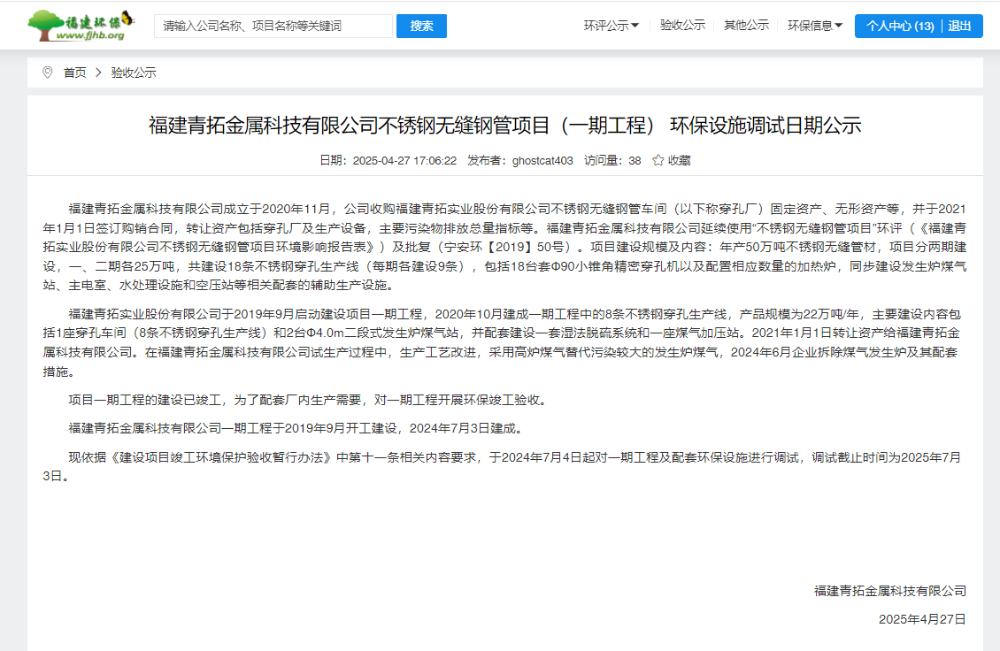 福建环保
www.fjhb.org
请输入公司名称、项目名称等关键词
搜索
环评公示
验收公示
其他公示
环保信息
个人中心 (13) | 退出
首页 > 验收公示
福建青拓金属科技有限公司不锈钢无缝钢管项目（一期工程） 环保设施调试日期公示
日期：2025-04-27 17:06:22 发布者：ghostcat403 访问量：38 收藏
福建青拓金属科技有限公司成立于2020年11月，公司收购福建青拓实业股份有限公司不锈钢无缝钢管车间（以下称穿孔厂）固定资产、无形资产等，并于2021
年1月1日签订购销合同，转让资产包括穿孔厂及生产设备，主要污染物排放总量指标等。福建青拓金属科技有限公司延续使用“不锈钢无缝钢管项目”环评（《福建青
拓实业股份有限公司不锈钢无缝钢管项目环境影响报告表》）及批复（宁安环【2019】50号）。项目建设规模及内容：年产50万吨不锈钢无缝管材，项目分两期建
设，一、二期各25万吨，共建设18条不锈钢穿孔生产线（每期各建设9条），包括18台套Φ90小锥角精密穿孔机以及配置相应数量的加热炉，同步建设发生炉煤气
站、主电室、水处理设施和空压站等相关配套的辅助生产设施。
福建青拓实业股份有限公司于2019年9月启动建设项目一期工程，2020年10月建成一期工程中的8条不锈钢穿孔生产线，产品规模为22万吨/年，主要建设内容包
括1座穿孔车间（8条不锈钢穿孔生产线）和2台Φ4.0m二段式发生炉煤气站，并配套建设一套湿法脱硫系统和一座煤气加压站。2021年1月1日转让资产给福建青拓金
属科技有限公司。在福建青拓金属科技有限公司试生产过程中，生产工艺改进，采用高炉煤气替代污染较大的发生炉煤气，2024年6月企业拆除煤气发生炉及其配套
措施。
项目一期工程的建设已竣工，为了配套厂内生产需要，对一期工程开展环保竣工验收。
福建青拓金属科技有限公司一期工程于2019年9月开工建设，2024年7月3日建成。
现依据《建设项目竣工环境保护验收暂行办法》中第十一条相关内容要求，于2024年7月4日起对一期工程及配套环保设施进行调试，调试截止时间为2025年7月
3日。
福建青拓金属科技有限公司
2025年4月27日